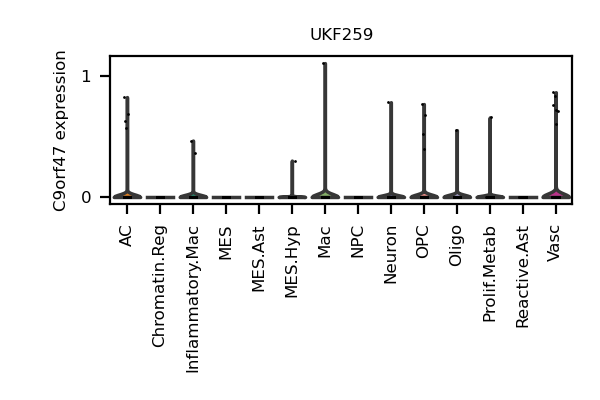 UKF259
C9orf47 expression
1
0
AC
Chromatin.Reg
Inflammatory.Mac
MES
MES.Ast
MES.Hyp
Mac
NPC
Neuron
OPC
Oligo
Prolif.Metab
Reactive.Ast
Vasc